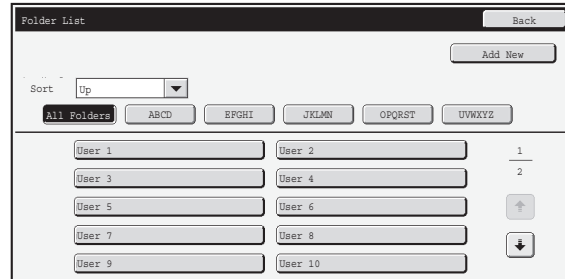 Folder List Back
Add New
Sort Up
All Folders ABCD EFGHI JKLMN OPQRST UVWXYZ
User 1 User 2 1
User 3 User 4 2
User 5 User 6
User 7 User 8
User 9 User 10